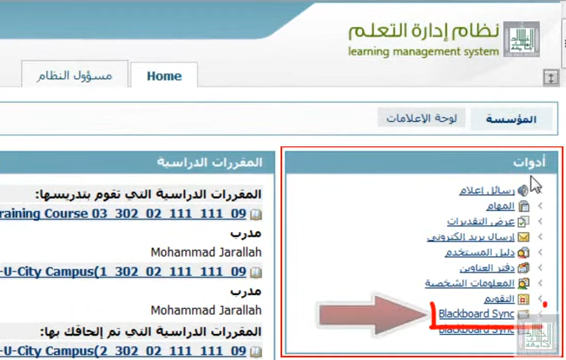 نظام إدارة التعلم
learning management system
مسؤول النظام
Home
المؤسسة
لوحة الإعلامات
أدوات
رسائل إعلام
المهام
عرض التقديرات
إرسال بريد إلكتروني
دليل المستخدم
دفتر العناوين
المعلومات الشخصية
التقويم
Blackboard Sync
Blackboard Sync
المقررات الدراسية
المقررات الدراسية التي تقوم بتدريسها:
raining Course 03_302_02_111_111_09
مدرب
Mohammad Jarallah
-U-City Campus(1_302_02_111_111_09
مدرب
Mohammad Jarallah
المقررات الدراسية التي تم إلحاقك بها:
-U-City Campus(2_302_02_111_111_09